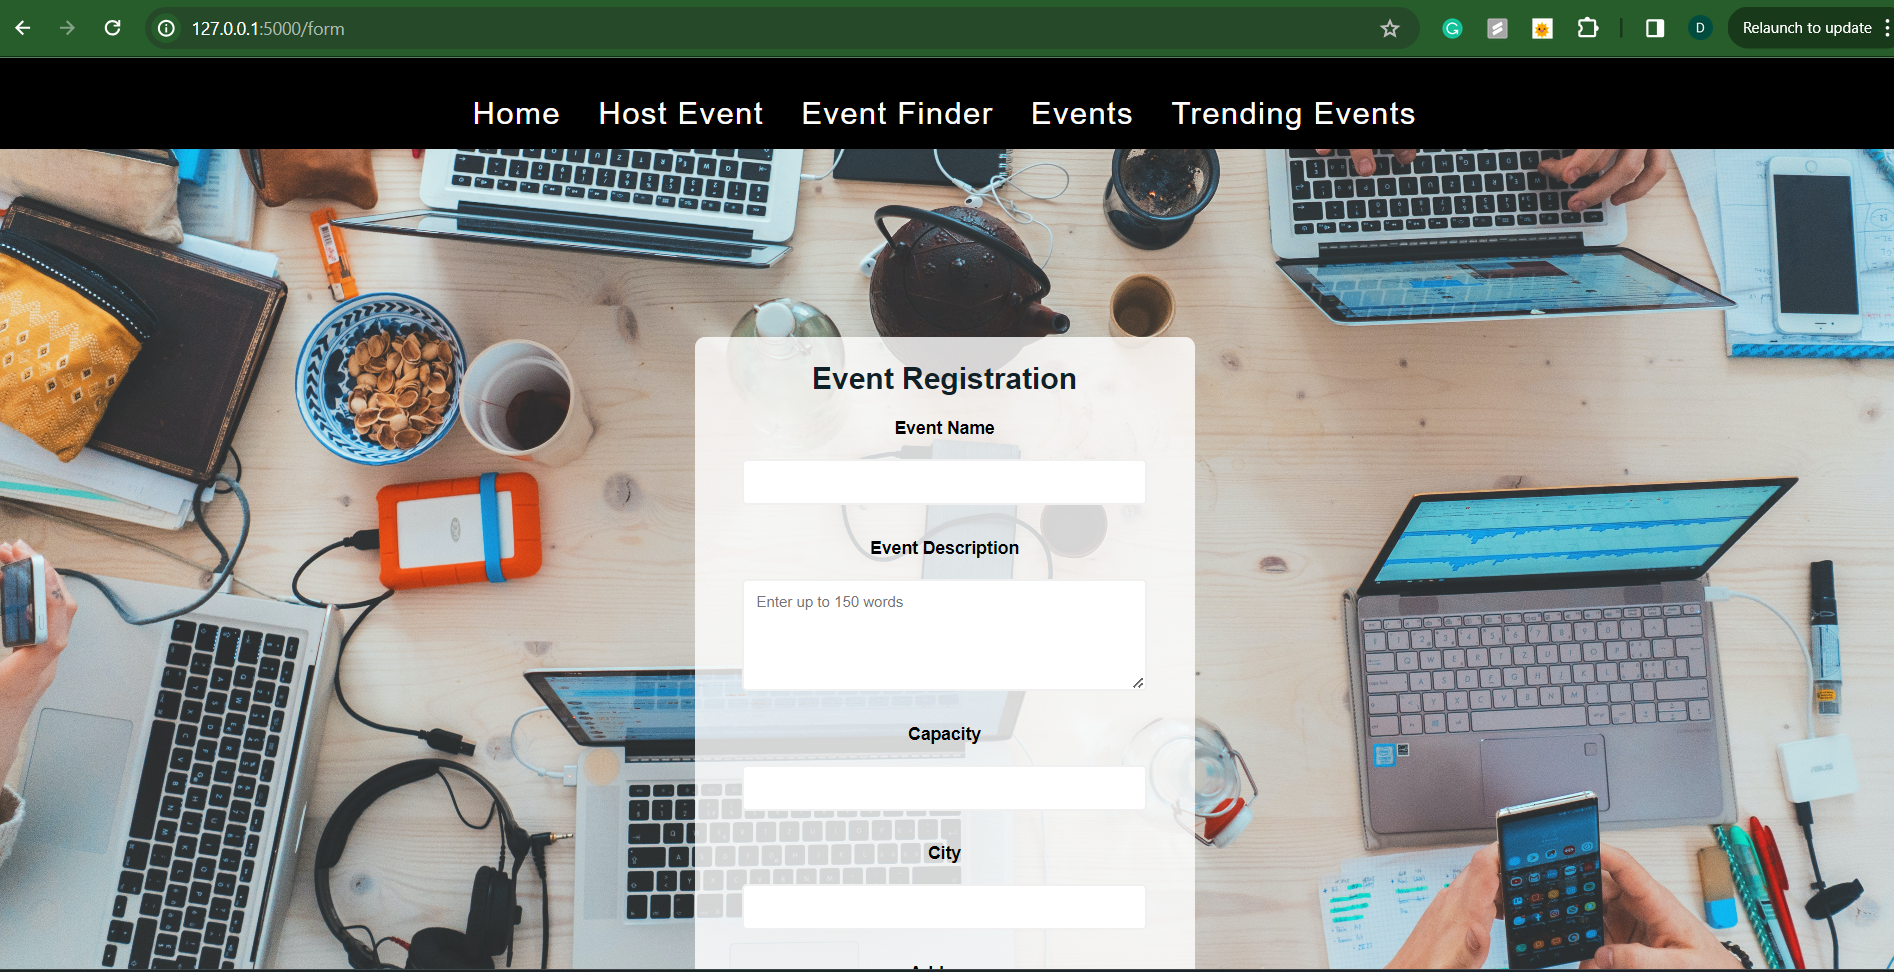 127.0.0.1:5000/form
D
Relaunch to update
Home Host Event Event Finder Events Trending Events
Event Registration
Event Name
Event Description
Enter up to 150 words
Capacity
City